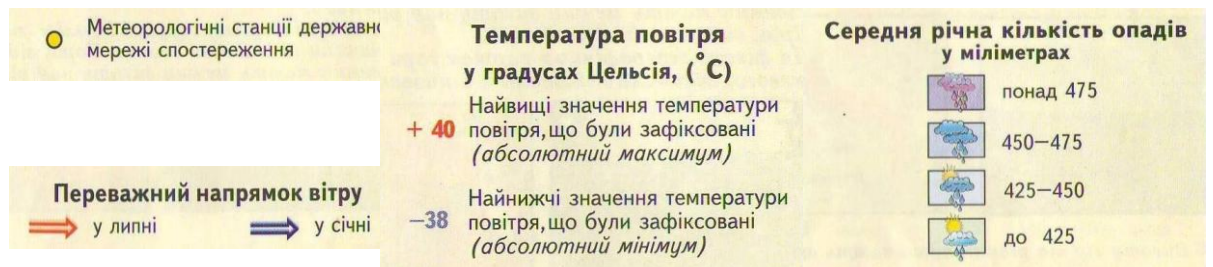 Метеорологічні станції державно
мережі спостереження
Переважний напрямок вітру
у липні
у січні
Температура повітря
у градусах Цельсія, (°C)
+ 40
Найвищі значення температури
повітря, що були зафіксовані
(абсолютний максимум)
−38
Найнижчі значення температури
повітря, що були зафіксовані
(абсолютний мінімум)
Середня річна кількість опадів
у міліметрах
понад 475
450−475
425−450
до 425